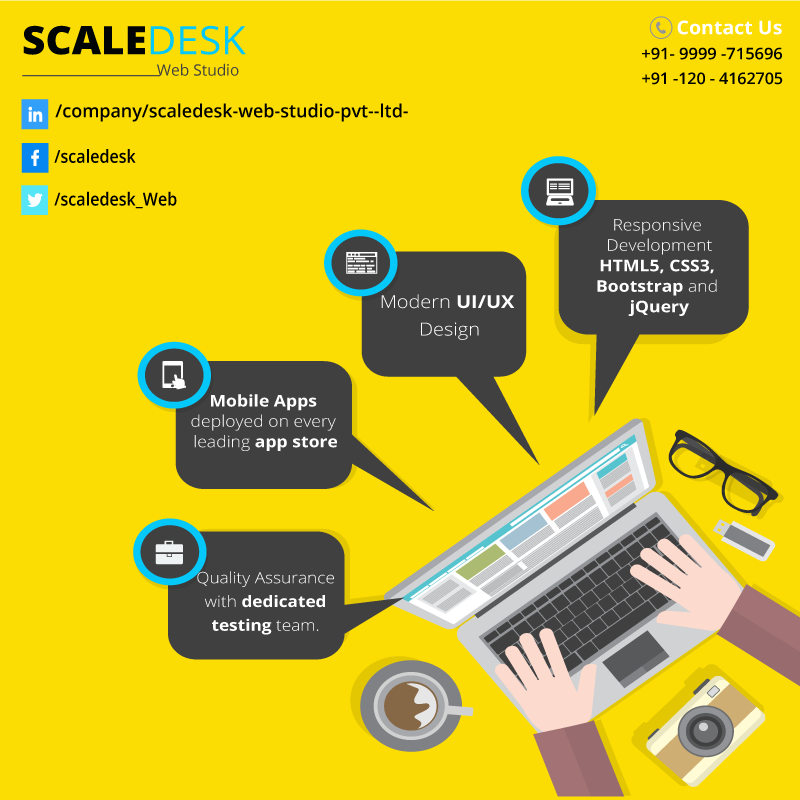 SCALEDESK
Web Studio
Contact Us
+91- 9999 -715696
+91 -120 - 4162705
/company/scaledesk-web-studio-pvt--ltd-
/scaledesk
/scaledesk_Web
Responsive
Development
HTML5, CSS3,
Bootstrap and
jQuery
Modern UI/UX
Design
Mobile Apps
deployed on every
leading app store
Quality Assurance
with dedicated
testing team.